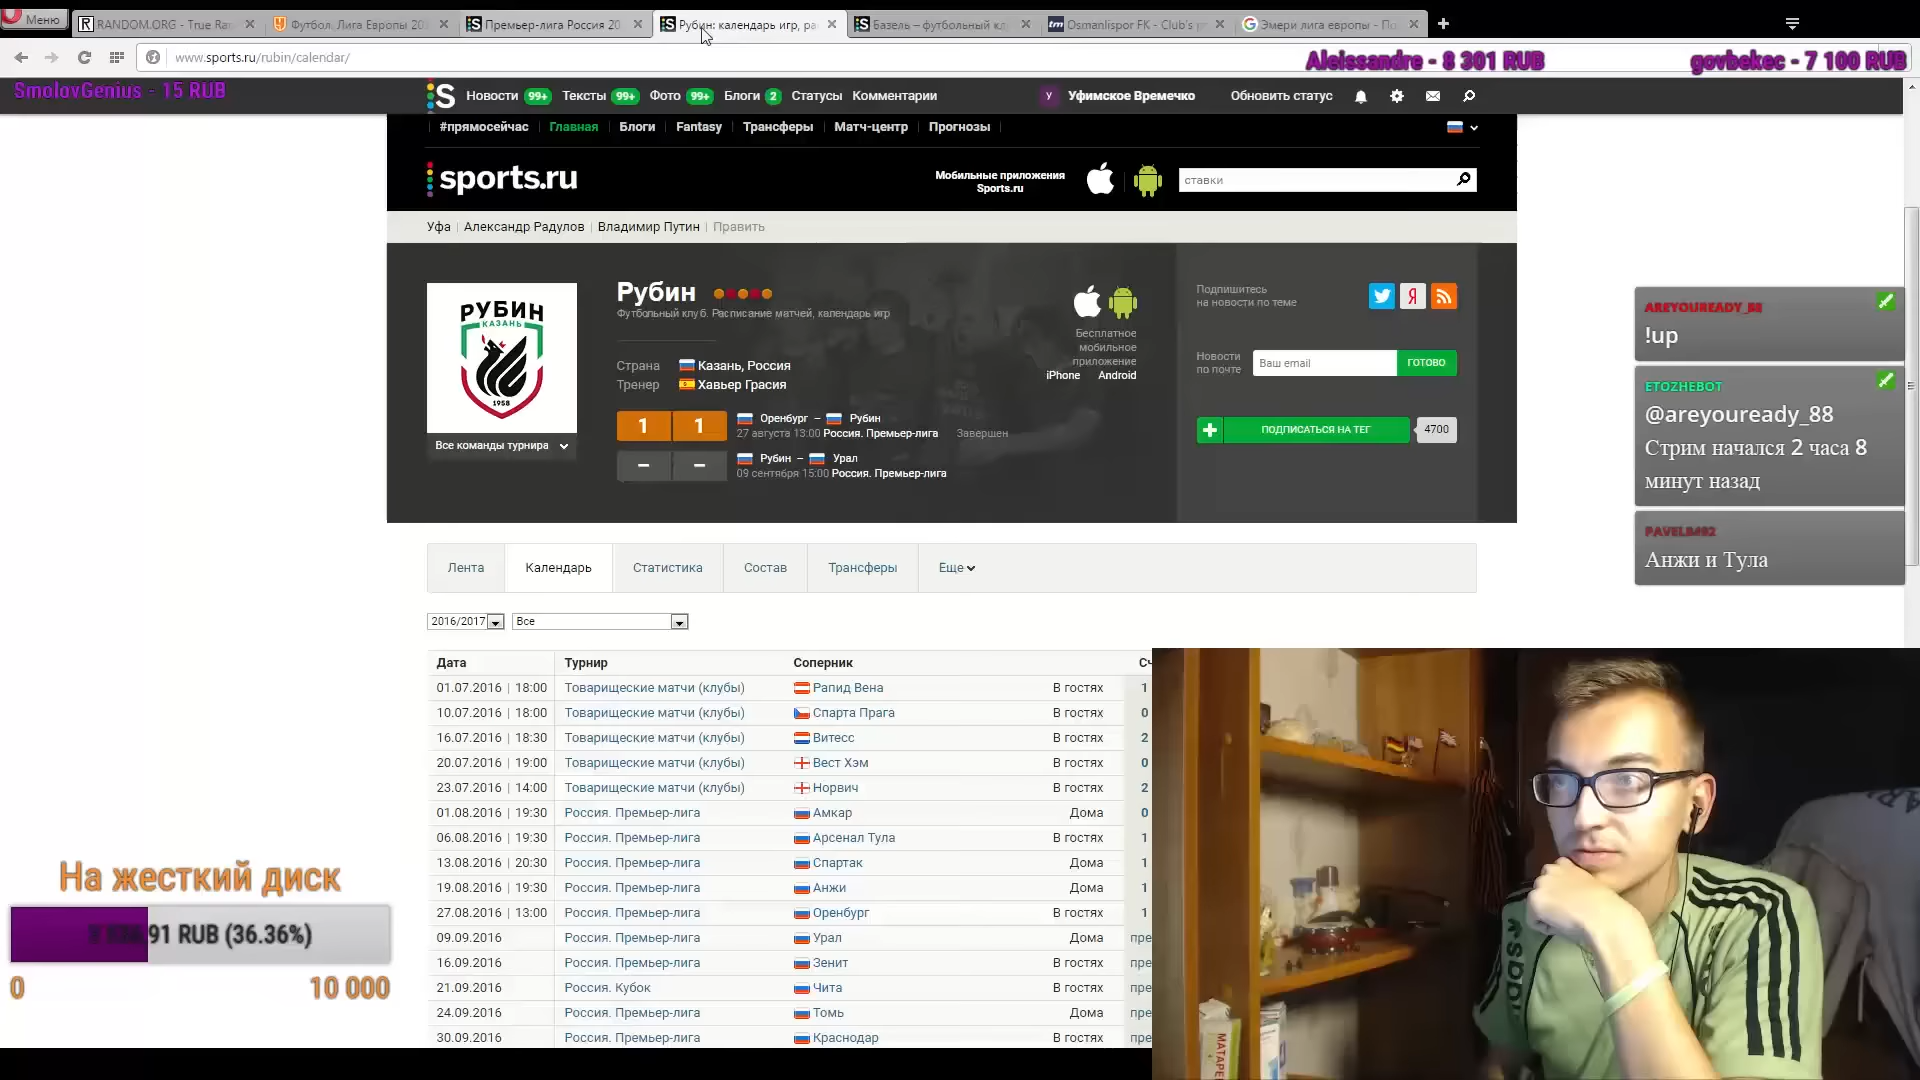 Меню
RANDOM.ORG - True Ra
Футбол. Лига Европы 20
Премьер-лига Россия 20
Рубин: календарь игр, ра
Базель – футбольный кл
Osmanlispor FK - Club's p
Эмери лига европы - По
www.sports.ru/rubin/calendar/
Aleissandre - 8 301 RUB
govbekec - 7 100 RUB
SmolovGenius - 15 RUB
S Новости 99+ Тексты 99+ Фото 99+ Блоги 2 Статусы Комментарии
У Уфимское Времечко Обновить статус
#прямосейчас Главная Блоги Fantasy Трансферы Матч-центр Прогнозы
sports.ru
Мобильные приложения
Sports.ru
ставки
Уфа Александр Радулов Владимир Путин Править
РУБИН
КАЗАНЬ
1958
Все команды турнира
Рубин
Футбольный клуб. Расписание матчей, календарь игр
Страна Казань, Россия
Тренер Хавьер Грасия
1 1 Оренбург – Рубин
27 августа 13:00 Россия. Премьер-лига Завершен
– – Рубин – Урал
09 сентября 15:00 Россия. Премьер-лига
Бесплатное
мобильное
приложение
iPhone Android
Подпишитесь
на новости по теме
Я
Новости
по почте
Ваш email ГОТОВО
ПОДПИСАТЬСЯ НА ТЕГ 4700
AREYOUREADY_88
!up
ETOZHEBOT
@areyouready_88
Стрим начался 2 часа 8
минут назад
Анжи и Тула
Лента Календарь Статистика Состав Трансферы Еще
2016/2017 Все
Дата Турнир Соперник Сч
01.07.2016 | 18:00 Товарищеские матчи (клубы) Рапид Вена В гостях 1
10.07.2016 | 18:00 Товарищеские матчи (клубы) Спарта Прага В гостях 0
16.07.2016 | 18:30 Товарищеские матчи (клубы) Витесс В гостях 2
20.07.2016 | 19:00 Товарищеские матчи (клубы) Вест Хэм В гостях 0
23.07.2016 | 14:00 Товарищеские матчи (клубы) Норвич В гостях 2
01.08.2016 | 19:30 Россия. Премьер-лига Амкар Дома 0
06.08.2016 | 19:30 Россия. Премьер-лига Арсенал Тула В гостях 1
13.08.2016 | 20:30 Россия. Премьер-лига Спартак Дома 1
19.08.2016 | 19:30 Россия. Премьер-лига Анжи Дома 1
27.08.2016 | 13:00 Россия. Премьер-лига Оренбург В гостях 1
09.09.2016 Россия. Премьер-лига Урал Дома пре
16.09.2016 Россия. Премьер-лига Зенит В гостях пре
21.09.2016 Россия. Кубок Чита В гостях пре
24.09.2016 Россия. Премьер-лига Томь Дома пре
30.09.2016 Россия. Премьер-лига Краснодар В гостях пре
На жесткий диск
91 RUB (36.36%)
0 10 000
adidas